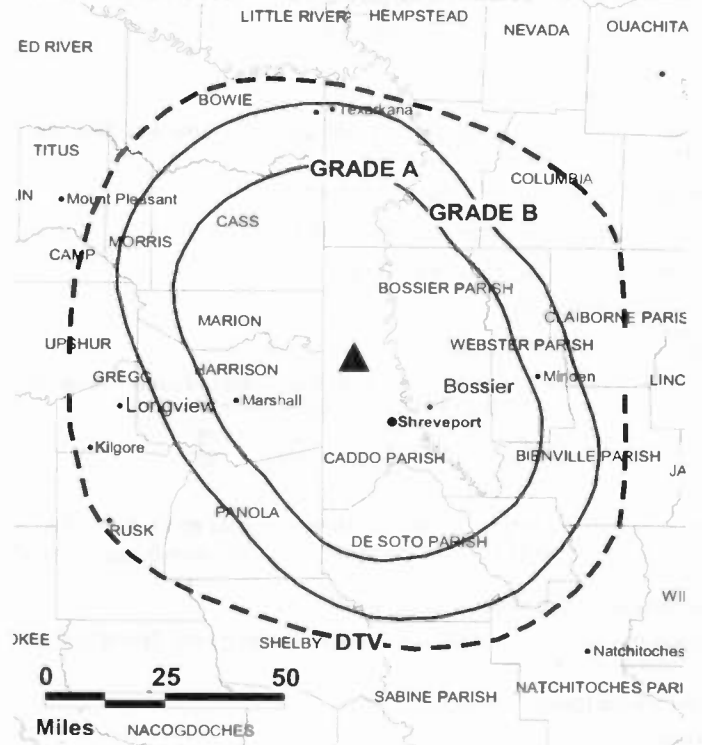 LITTLE RIVER HEMPSTEAD
NEVADA
OUACHITA
ED RIVER
BOWIE
Texarkana
TITUS
GRADE A
COLUMBIA
IN
Mount Pleasant
CASS
GRADE B
MORRIS
CAMP
BOSSIER PARISH
MARION
CLAIBORNE PARIS
UPSHUR
WEBSTER PARISH
HARRISON
GREGG
Minden
LINC
Bossier
Longview
Marshall
Shreveport
Kilgore
CADDO PARISH
BIENVILLE PARISH
JA
PANOLA
RUSK
DE SOTO PARISH
WI
OKEE
SHELBY
DTV
Natchitoches
0 25 50
NATCHITOCHES PARI
SABINE PARISH
Miles
NACOGDOCHES